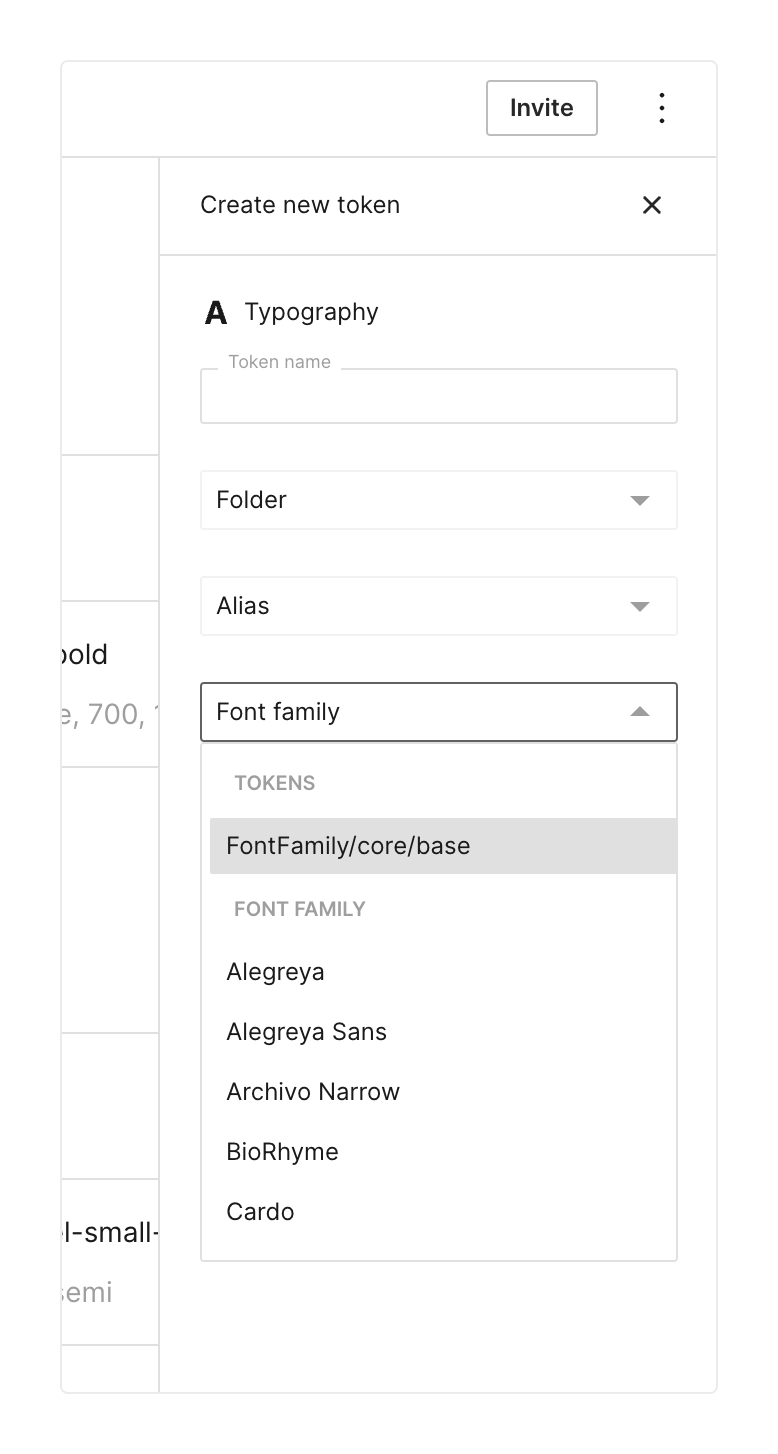 Invite
Create new token
A Typography
Token name
Folder
Alias
bold
e, 700,
Font family
TOKENS
FontFamily/core/base
FONT FAMILY
Alegreya
Alegreya Sans
Archivo Narrow
BioRhyme
Cardo
l-small-
semi